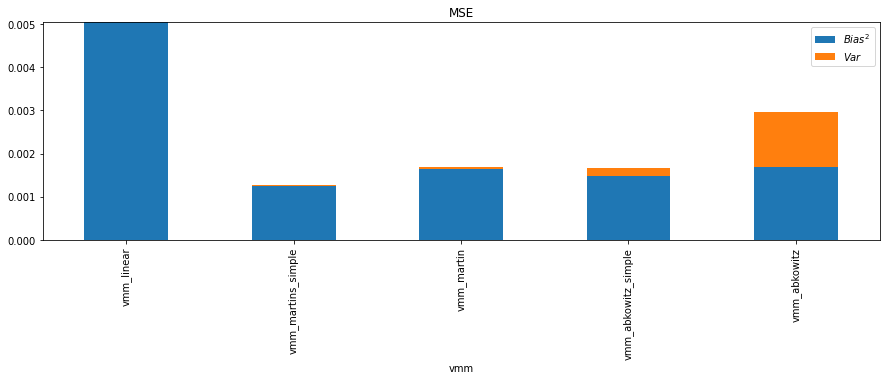 MSE
0.005
0.004
0.003
0.002
0.001
0.000
Bias²
Var
vmm_linear
vmm_martins_simple
vmm_martin
vmm_abkowitz_simple
vmm_abkowitz
vmm